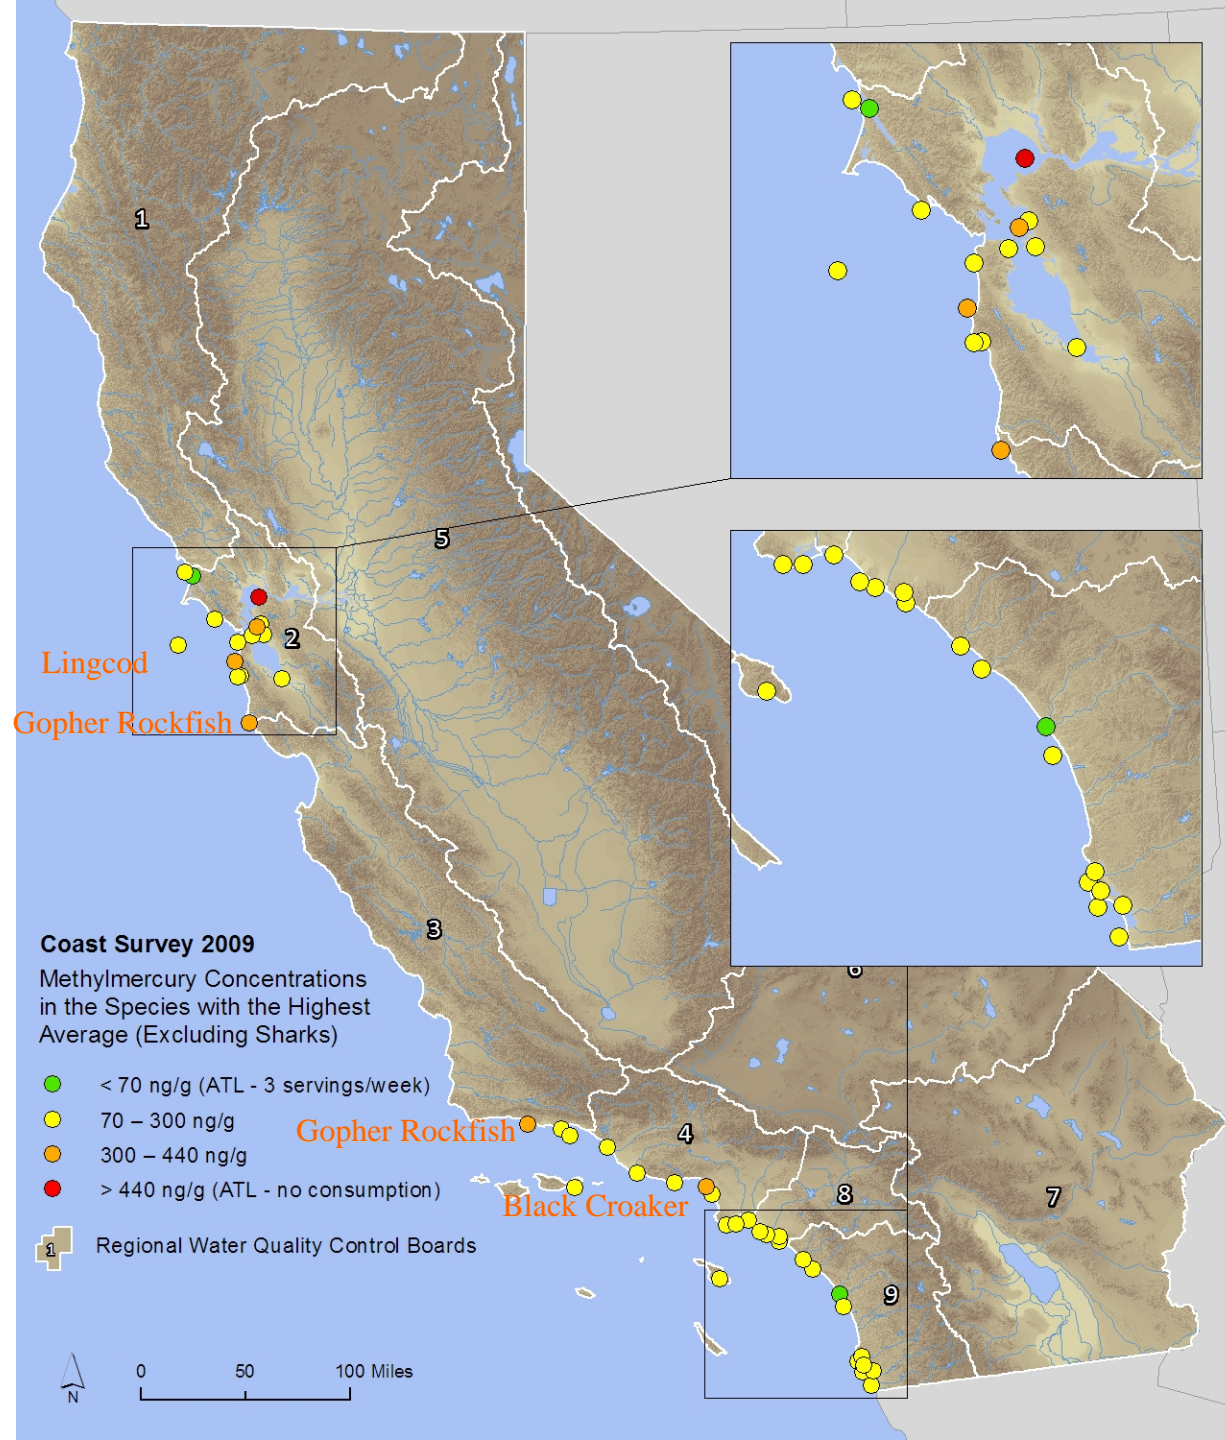 1
5
2
Lingcod
Gopher Rockfish
3
Coast Survey 2009
Methylmercury Concentrations
in the Species with the Highest
Average (Excluding Sharks)
< 70 ng/g (ATL - 3 servings/week)
70 – 300 ng/g
300 – 440 ng/g
> 440 ng/g (ATL - no consumption)
1
Regional Water Quality Control Boards
6
Gopher Rockfish
4
Black Croaker
8
7
9
0
50
100 Miles
N